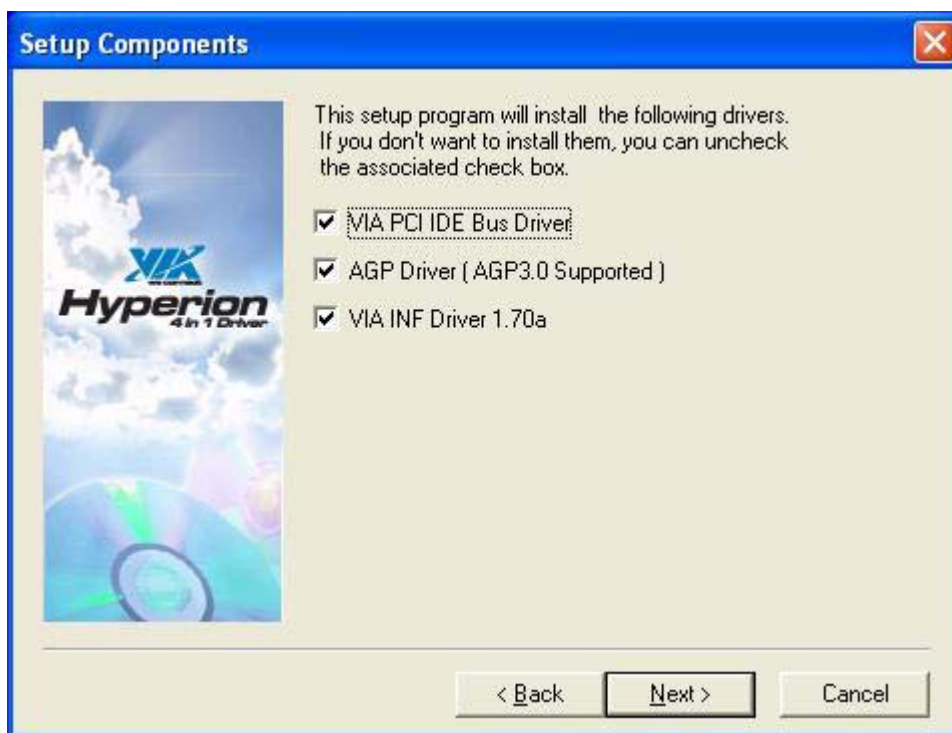 Setup Components
This setup program will install the following drivers.
If you don't want to install them, you can uncheck
the associated check box.
VIA PCI IDE Bus Driver
AGP Driver ( AGP3.0 Supported )
VIA INF Driver 1.70a
VIA
Hyperion
4 in 1 Driver
< Back
Next >
Cancel